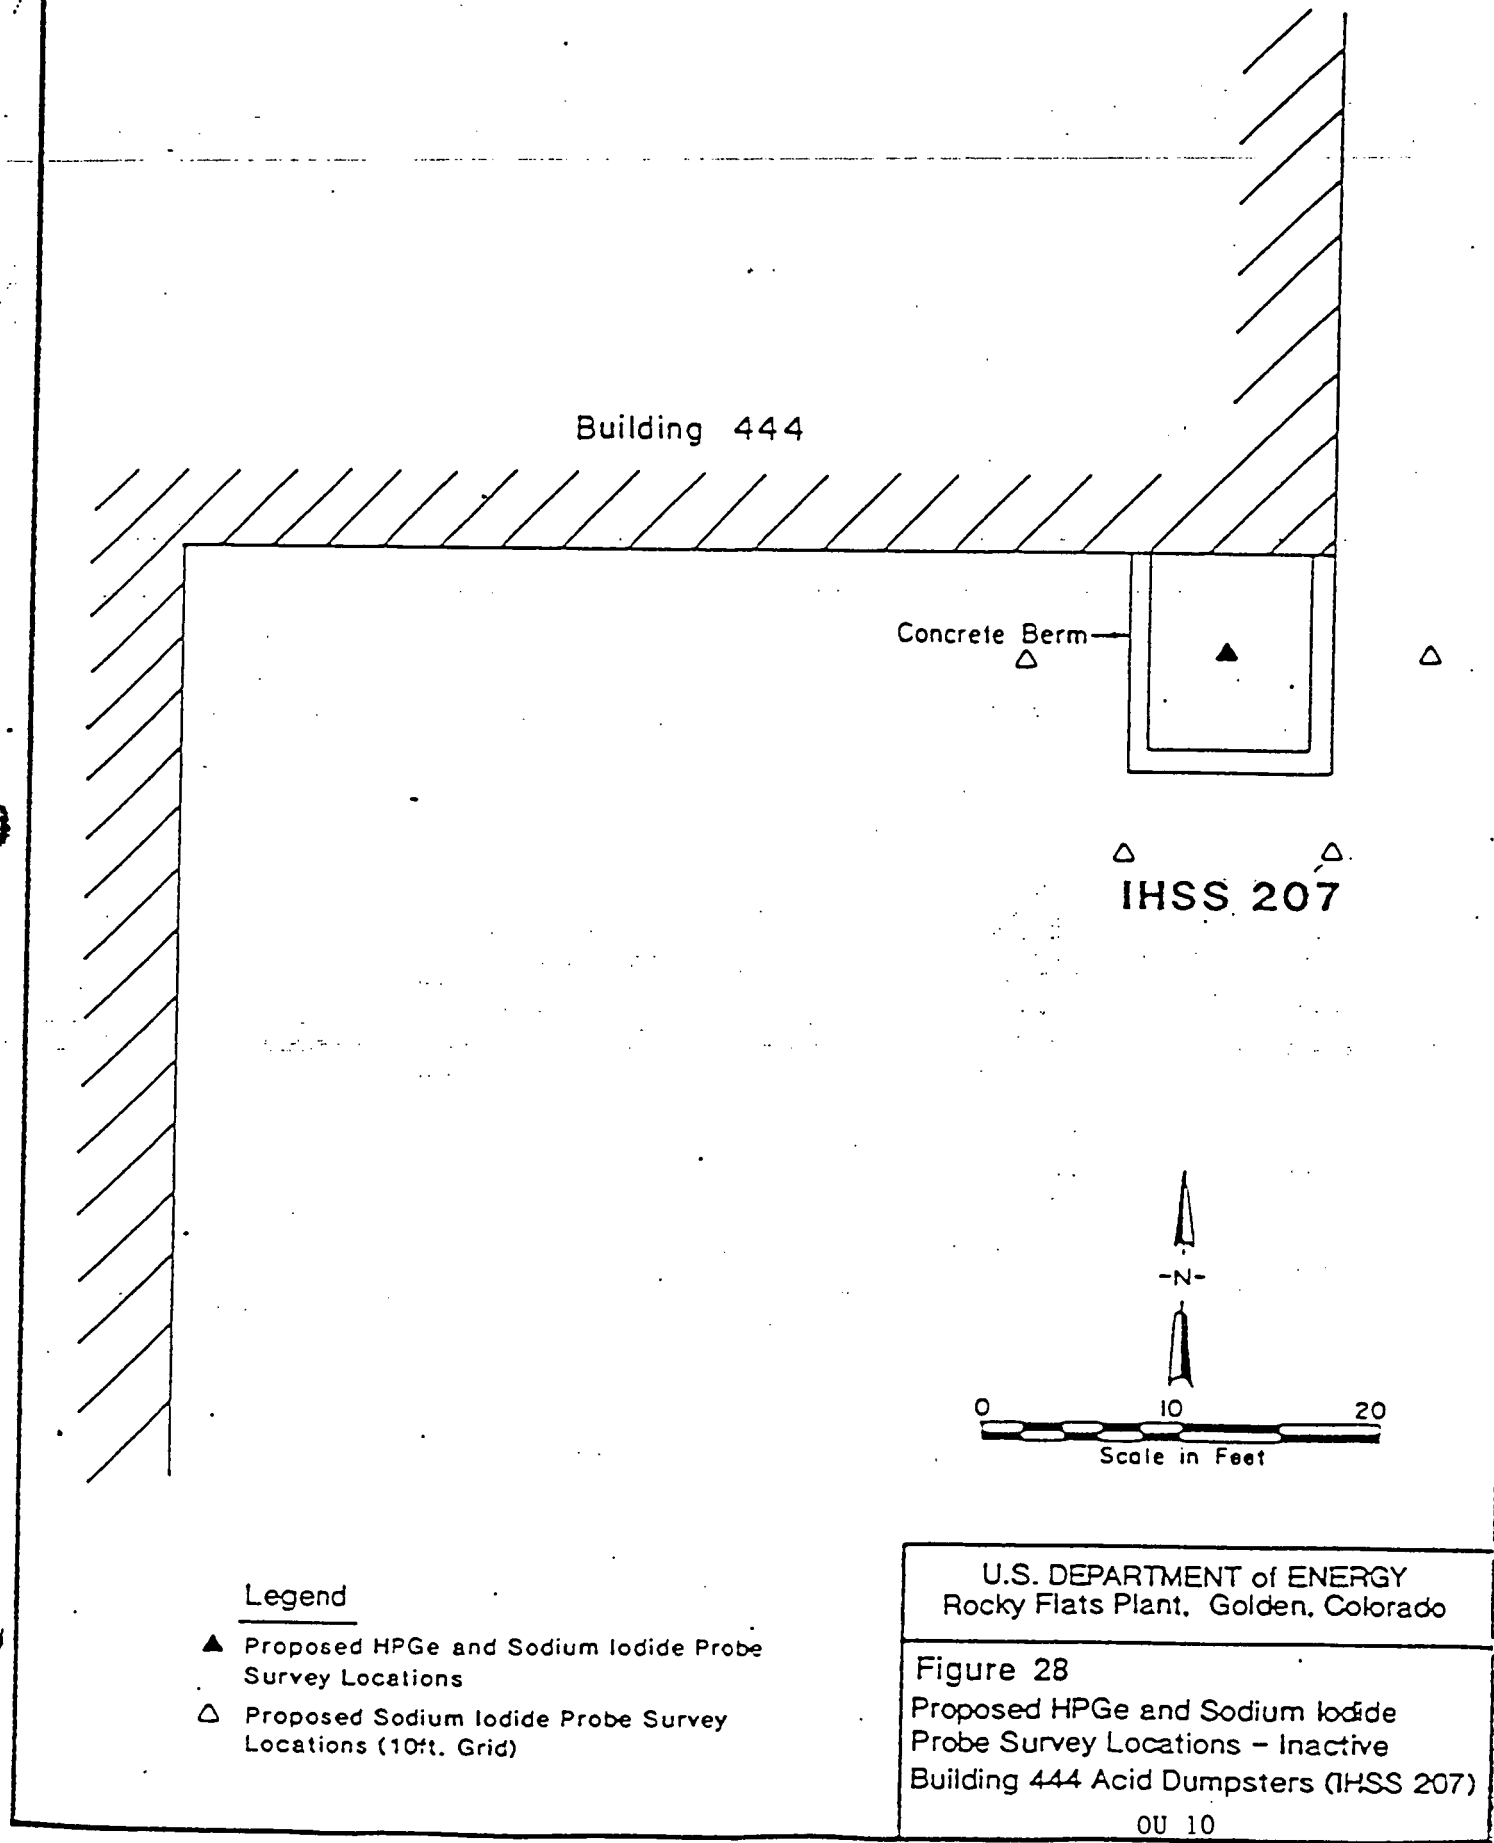 Building 444
Concrete Berm
IHSS 207
-N-
0 10 20
Scale in Feet
Legend
Proposed HPGe and Sodium Iodide Probe
Survey Locations
Proposed Sodium Iodide Probe Survey
Locations (10ft. Grid)
U.S. DEPARTMENT of ENERGY
Rocky Flats Plant, Golden, Colorado
Figure 28
Proposed HPGe and Sodium Iodide
Probe Survey Locations - Inactive
Building 444 Acid Dumpsters (IHSS 207)
OU 10